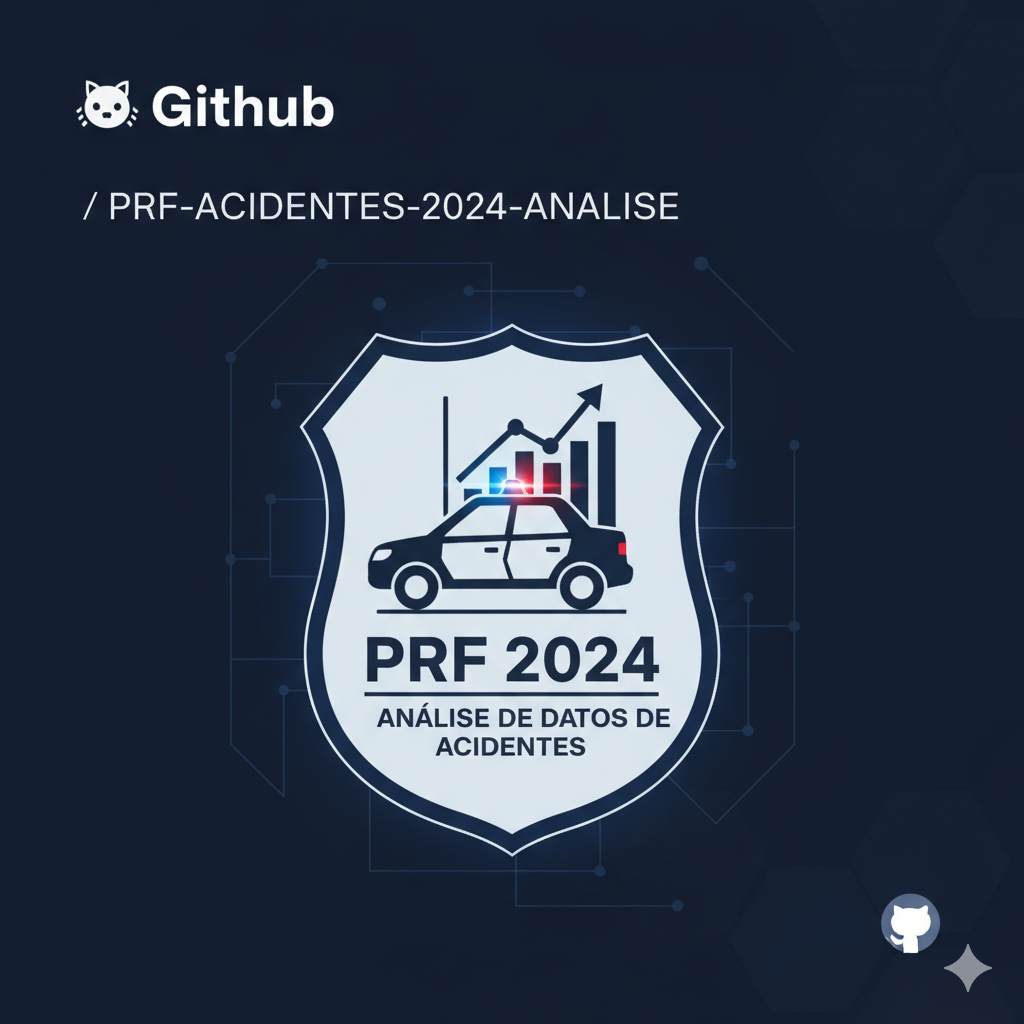 Github
/ PRF-ACIDENTES-2024-ANALISE
PRF 2024
ANÁLISE DE DATOS DE
ACIDENTES